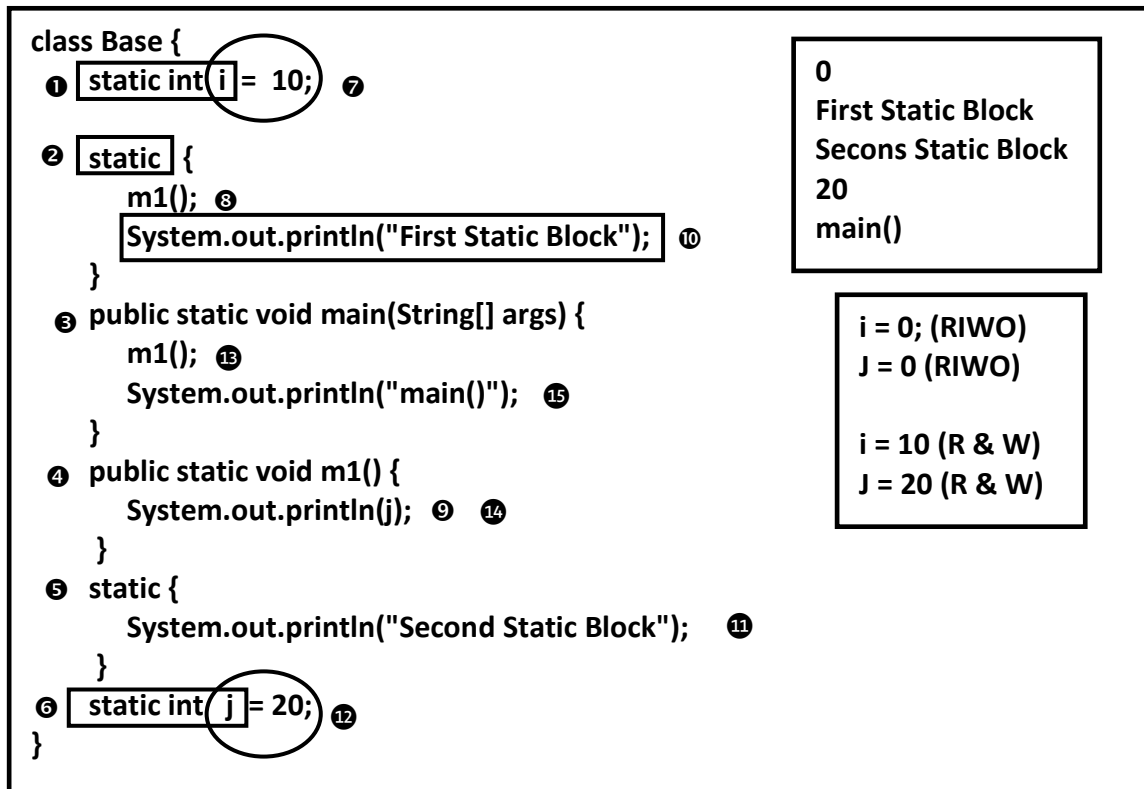 class Base {
❶ static int i = 10; ❼
❷ static {
m1(); ❽
System.out.println("First Static Block"); ❿
}
❸ public static void main(String[] args) {
m1(); ⓭
System.out.println("main()"); ⓯
}
❹ public static void m1() {
System.out.println(j); ❾ ⓮
}
❺ static {
System.out.println("Second Static Block"); ⓫
}
❻ static int j = 20; ⓬
}
0
First Static Block
Secons Static Block
20
main()
i = 0; (RIWO)
J = 0 (RIWO)
i = 10 (R & W)
J = 20 (R & W)